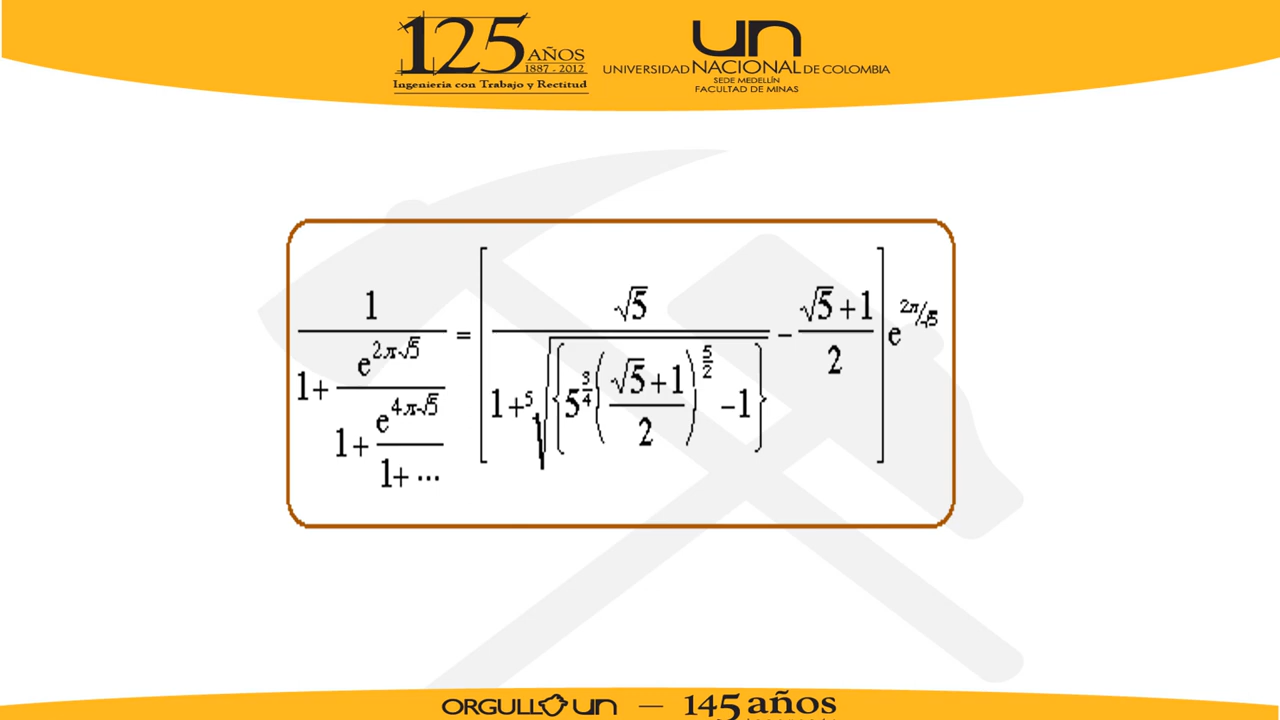 125 AÑOS
1887 - 2012
Ingeniería con Trabajo y Rectitud
un
UNIVERSIDAD NACIONAL DE COLOMBIA
SEDE MEDELLÍN
FACULTAD DE MINAS
1/(1+e^(2π√5)/(1+e^(4π√5)/(1+⋯))) = [√5/(1+⁵√{5^(3/4)((√5+1)/2)^(5/2) −1}) − (√5+1)/2] e^(2π/√5)
ORGULLO un — 145 años